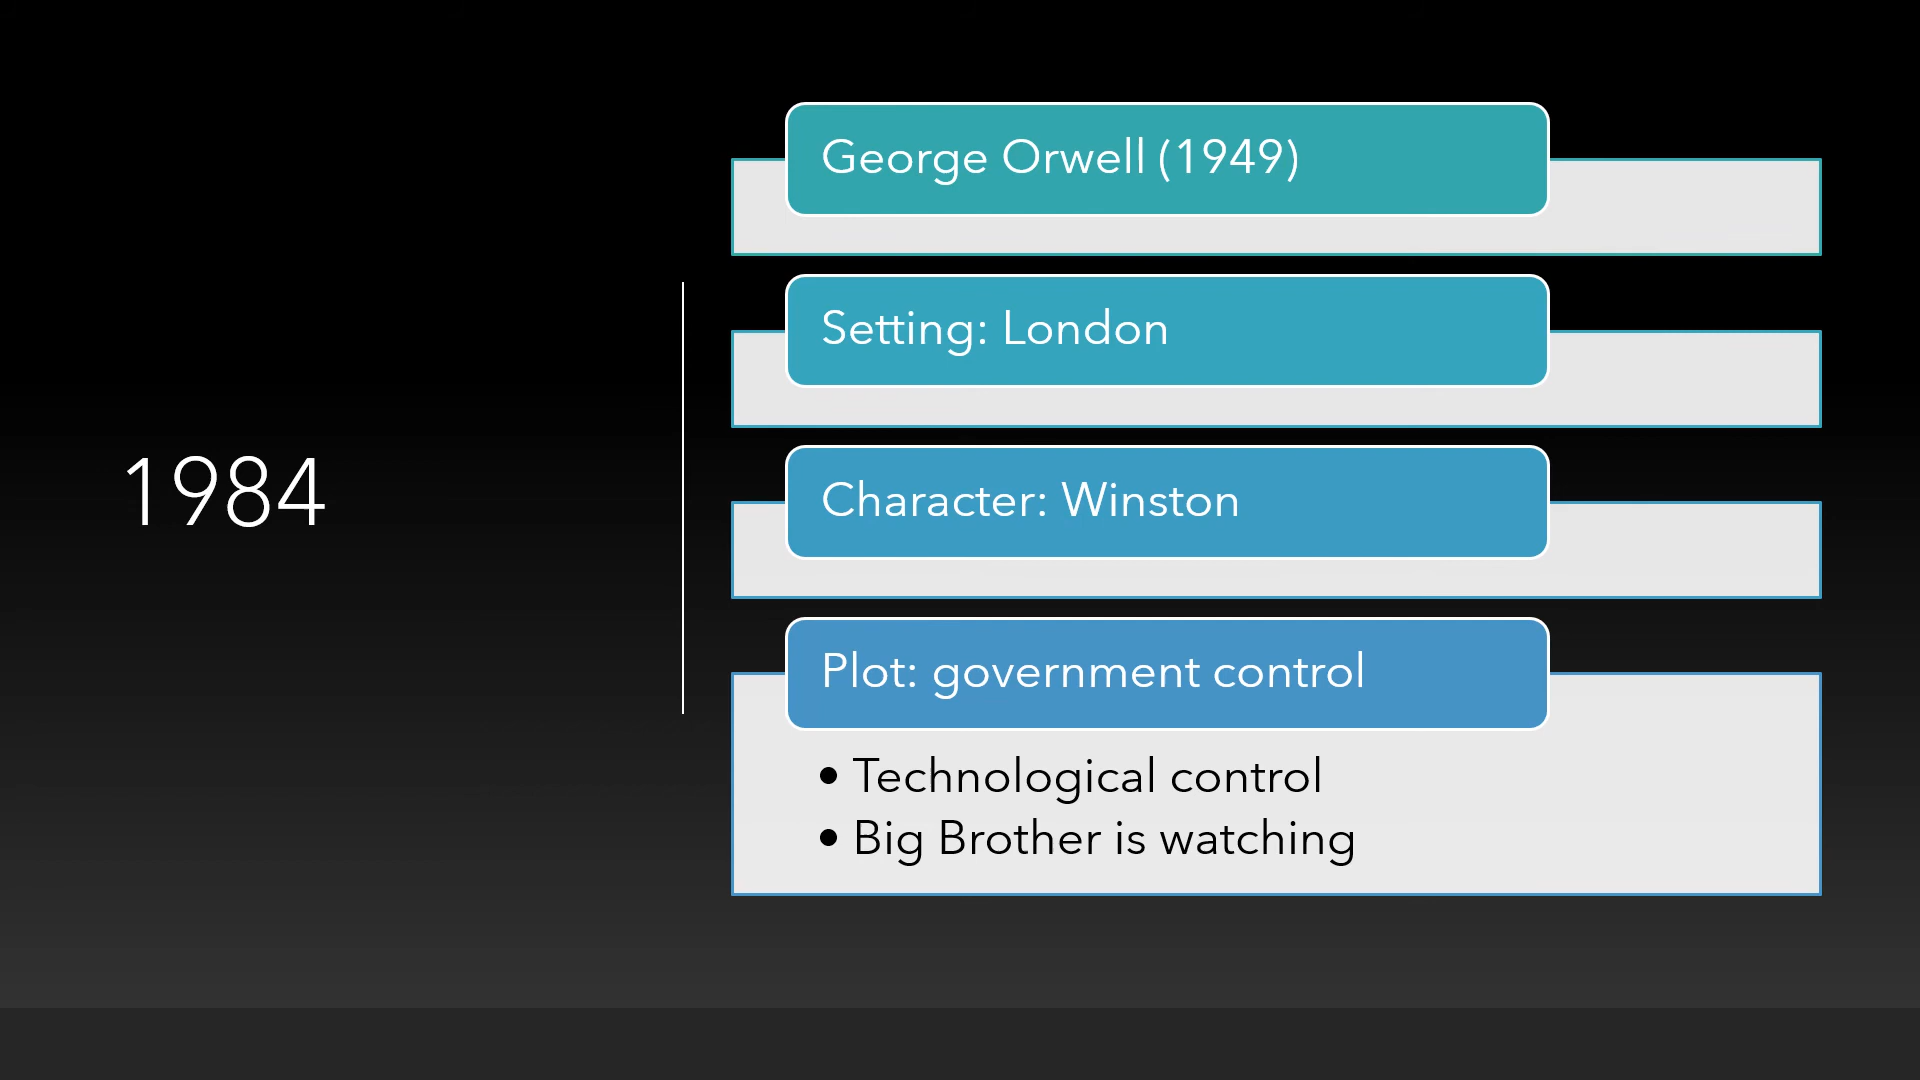 1984
George Orwell (1949)
Setting: London
Character: Winston
Plot: government control
• Technological control
• Big Brother is watching